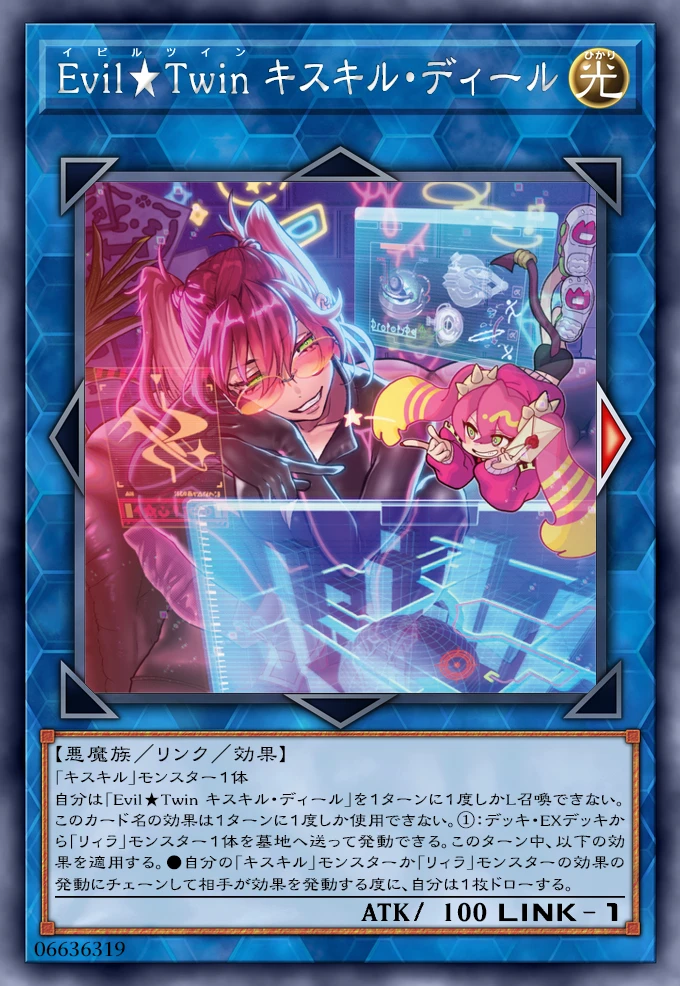 イビルツイン
Evil★Twin キスキル・ディール
ひかり
光
prototype
【悪魔族／リンク／効果】
「キスキル」モンスター１体
自分は「Evil★Twin キスキル・ディール」を１ターンに１度しかL召喚できない。
このカード名の効果は１ターンに１度しか使用できない。①：デッキ・EXデッキか
ら「リィラ」モンスター１体を墓地へ送って発動できる。このターン中、以下の効
果を適用する。●自分の「キスキル」モンスターか「リィラ」モンスターの効果の
発動にチェーンして相手が効果を発動する度に、自分は１枚ドローする。
ATK/ 100 LINK－1
06636319